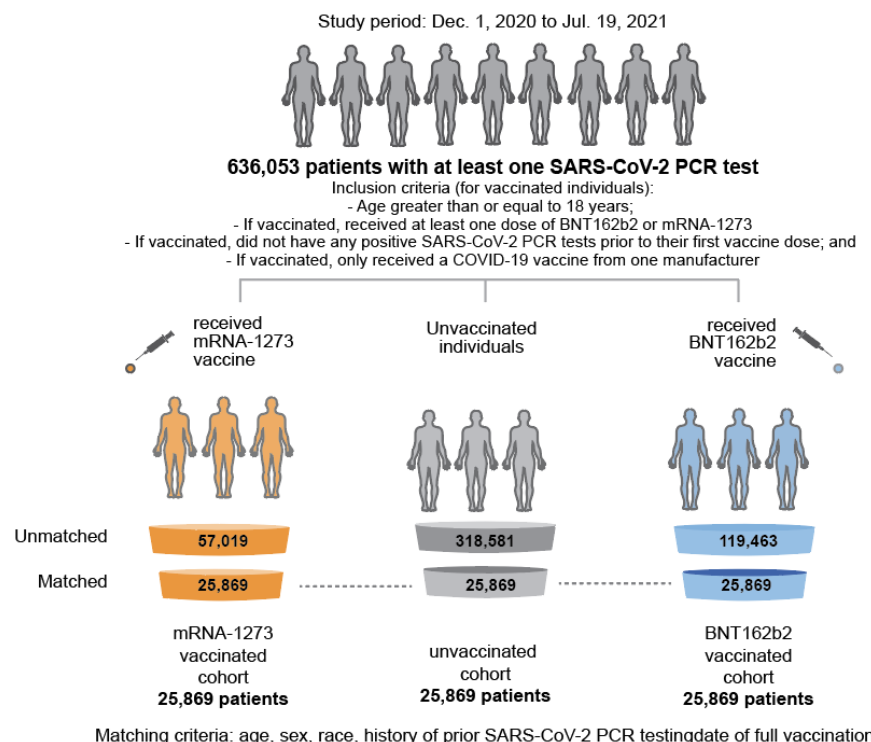 Study period: Dec. 1, 2020 to Jul. 19, 2021
636,053 patients with at least one SARS-CoV-2 PCR test
Inclusion criteria (for vaccinated individuals):
- Age greater than or equal to 18 years;
- If vaccinated, received at least one dose of BNT162b2 or mRNA-1273
- If vaccinated, did not have any positive SARS-CoV-2 PCR tests prior to their first vaccine dose; and
- If vaccinated, only received a COVID-19 vaccine from one manufacturer
received
mRNA-1273
vaccine
Unvaccinated
individuals
received
BNT162b2
vaccine
Unmatched
57,019
318,581
119,463
Matched
25,869
25,869
25,869
mRNA-1273
vaccinated
cohort
25,869 patients
unvaccinated
cohort
25,869 patients
BNT162b2
vaccinated
cohort
25,869 patients
Matching criteria: age, sex, race, history of prior SARS-CoV-2 PCR testingdate of full vaccination